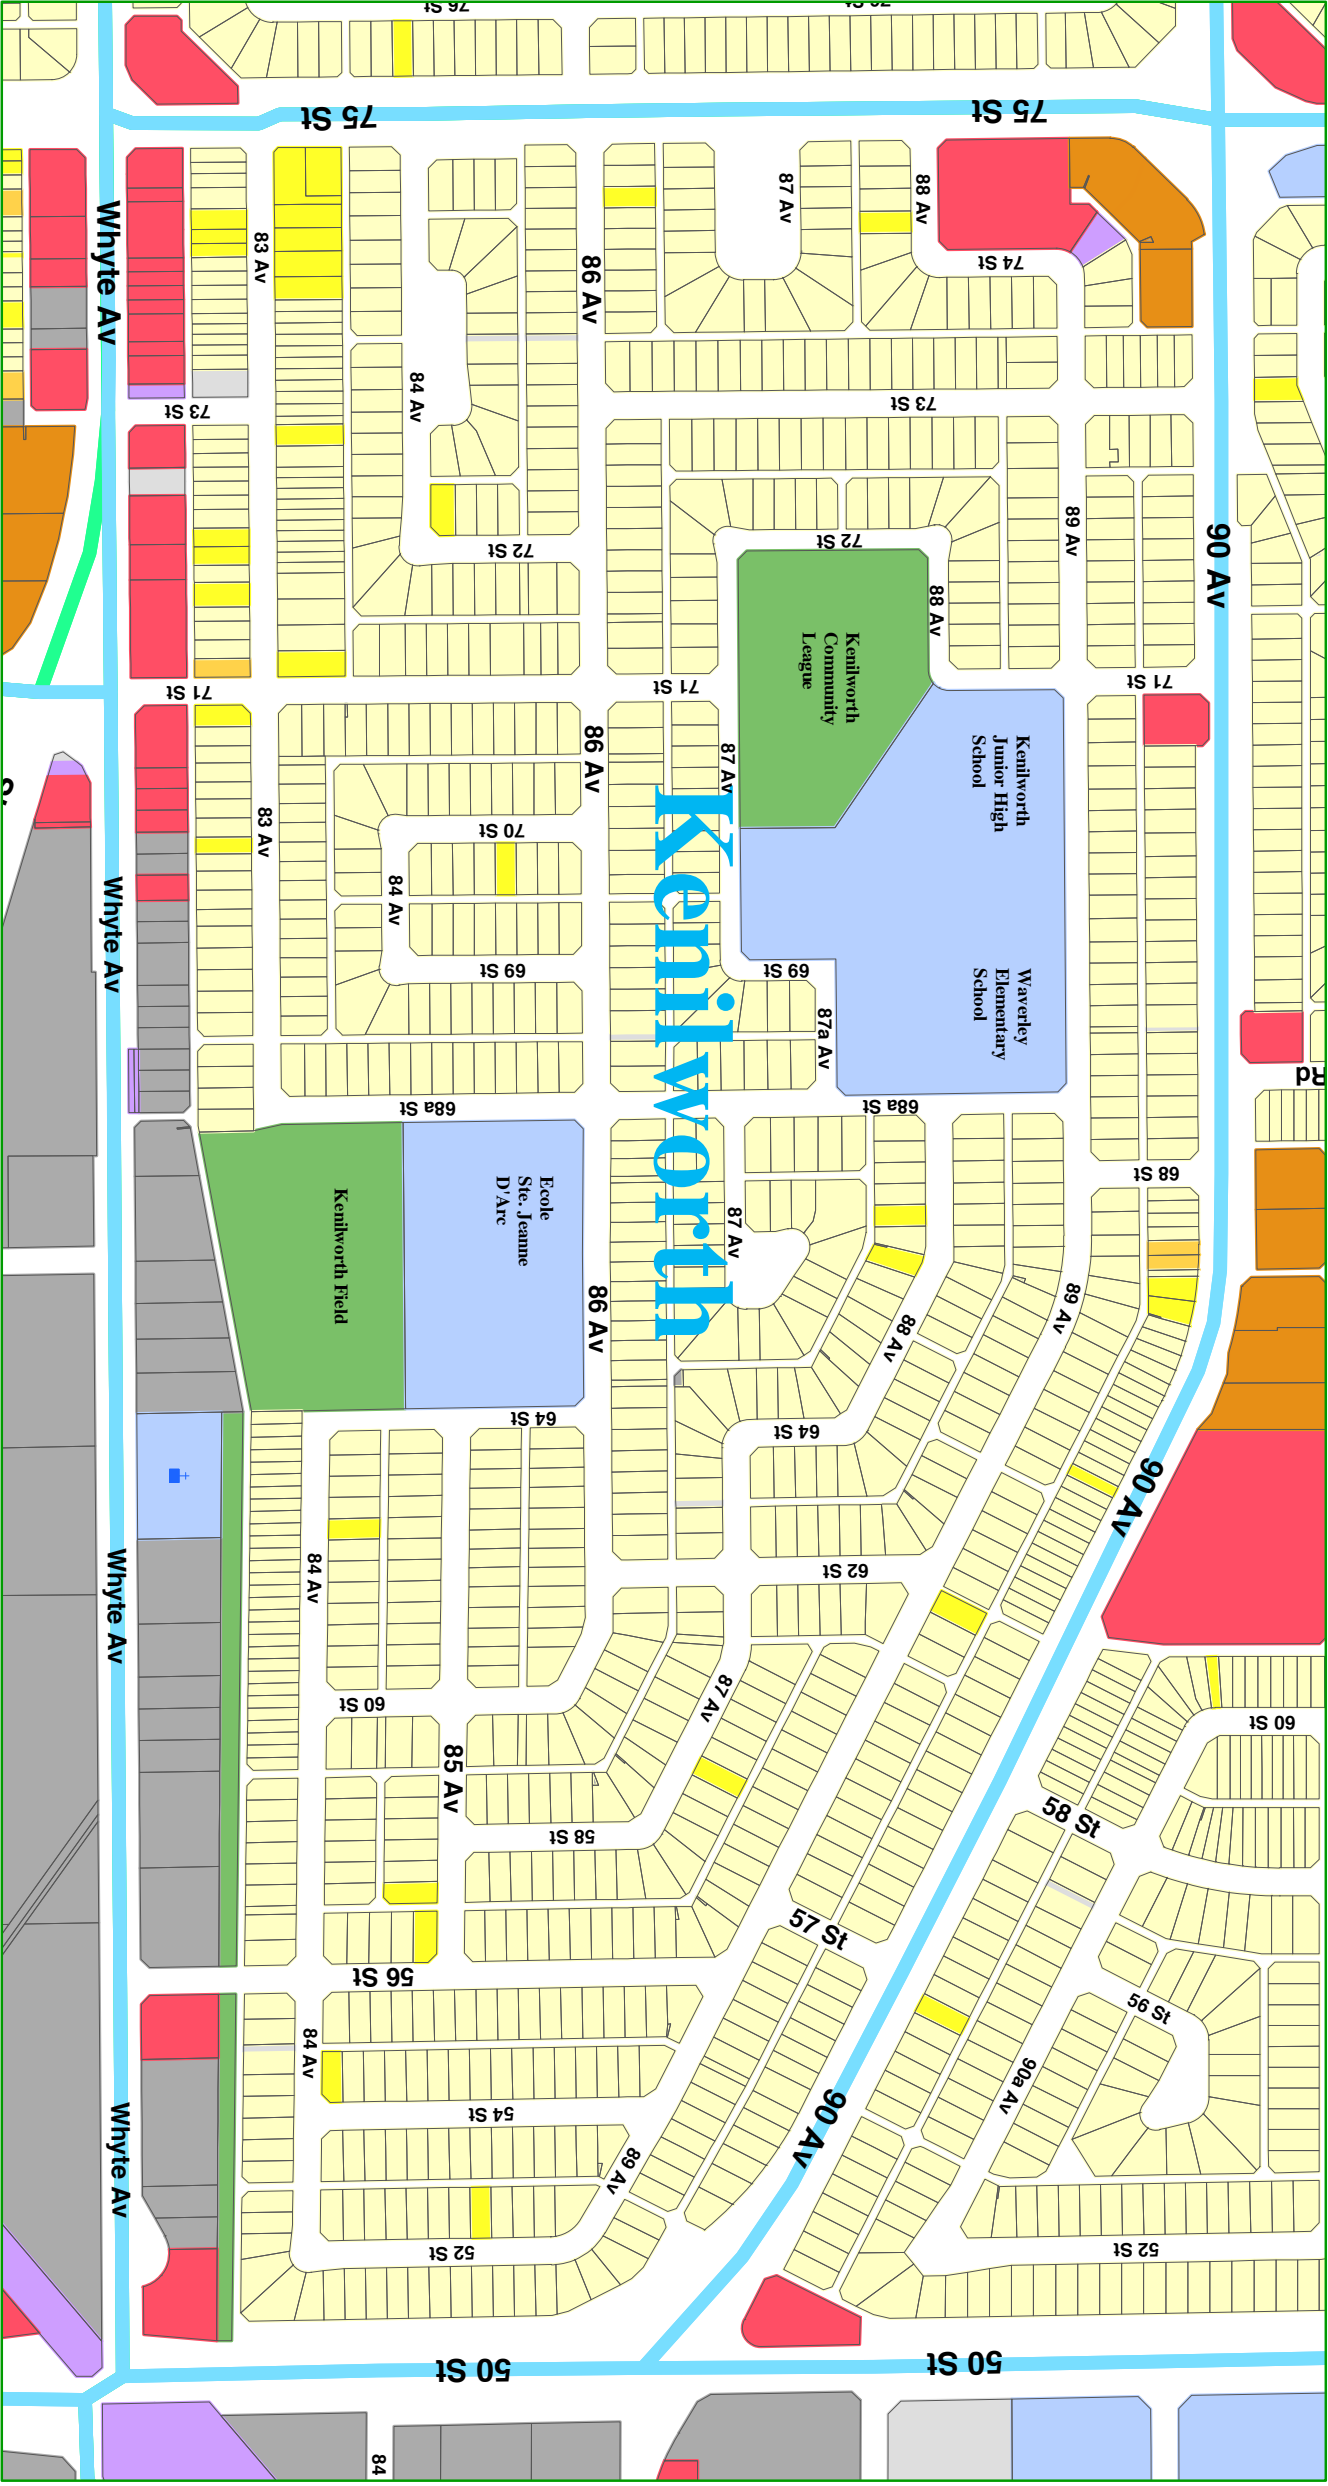 76 St
75 St
75 St
87 Av
88 Av
Whyte Av
83 Av
86 Av
74 St
84 Av
73 St
73 St
89 Av
90 Av
72 St
72 St
88 Av
Kenilworth
Community
League
71 St
71 St
71 St
86 Av
87 Av
Kenilworth
Junior High
School
83 Av
70 St
Kenilworth
84 Av
Whyte Av
69 St
69 St
87a Av
Waverley
Elementary
School
Rd
68a St
68a St
68 St
Kenilworth Field
Ecole
Ste. Jeanne
D'Arc
87 Av
86 Av
88 Av
89 Av
64 St
64 St
90 Av
84 Av
Whyte Av
62 St
60 St
87 Av
60 St
85 Av
58 St
58 St
57 St
56 St
56 St
84 Av
90a Av
54 St
90 Av
Whyte Av
89 Av
52 St
52 St
50 St
50 St
84